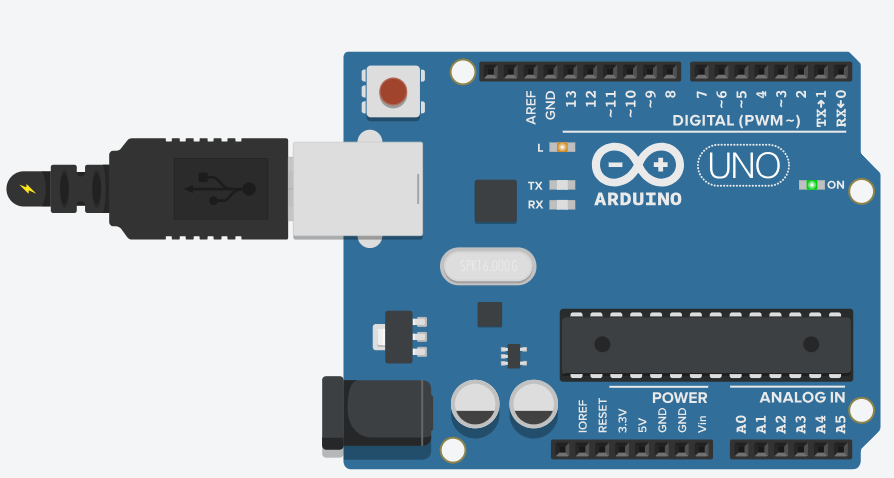 AREF
GND
13
12
~11
~10
~9
8
7
~6
~5
4
~3
2
TX→1
RX←0
DIGITAL (PWM~)
L
TX
RX
UNO
ON
ARDUINO
SPK16.000G
POWER
ANALOG IN
IOREF
RESET
3.3V
5V
GND
GND
Vin
A0
A1
A2
A3
A4
A5